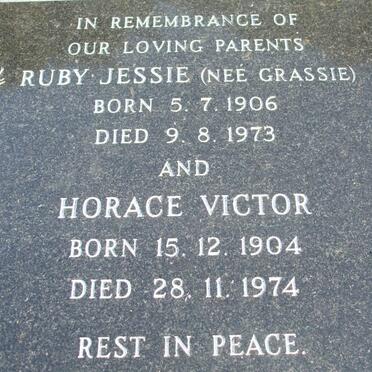 IN REMEMBRANCE OF
OUR LOVING PARENTS
RUBY JESSIE (NEÉ GRASSIE)
BORN 5. 7. 1906
DIED 9. 8. 1973
AND
HORACE VICTOR
BORN 15. 12. 1904
DIED 28. 11. 1974
REST IN PEACE.